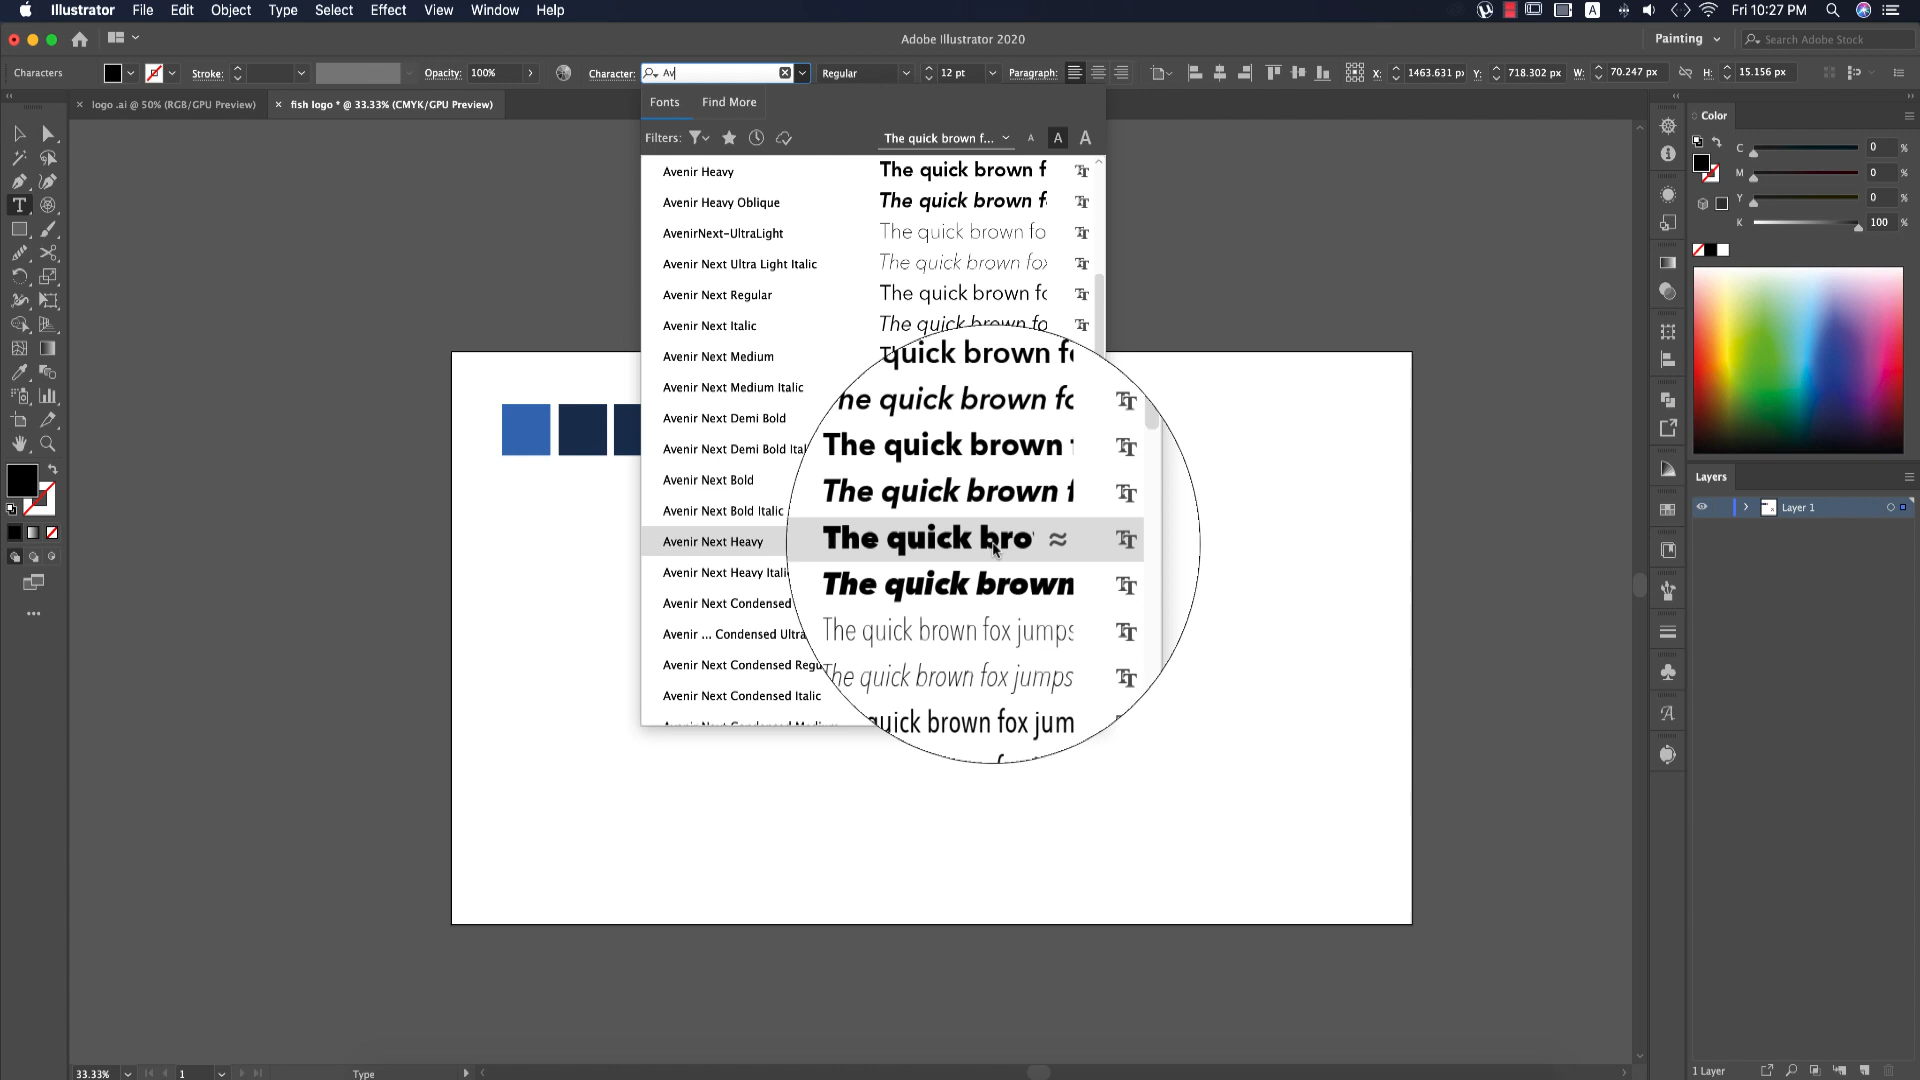 Illustrator File Edit Object Type Select Effect View Window Help
A Fri 10:27 PM
Adobe Illustrator 2020
Painting
Search Adobe Stock
Characters Stroke: Opacity: 100% Character: Av Regular 12 pt Paragraph: X: 1463.631 px Y: 718.302 px W: 70.247 px H: 15.156 px
logo .ai @ 50% (RGB/GPU Preview)
fish logo * @ 33.33% (CMYK/GPU Preview)
Fonts Find More
Filters: The quick brown f... A A A
Avenir Heavy The quick brown f
Avenir Heavy Oblique The quick brown f
AvenirNext-UltraLight The quick brown fo
Avenir Next Ultra Light Italic The quick brown fox
Avenir Next Regular The quick brown fo
Avenir Next Italic The quick brown fo
Avenir Next Medium quick brown f
Avenir Next Medium Italic he quick brown fo
Avenir Next Demi Bold The quick brown
Avenir Next Demi Bold Ital The quick brown f
Avenir Next Bold The quick bro
Avenir Next Bold Italic The quick brown
Avenir Next Heavy The quick brown fox jumps
Avenir Next Heavy Itali he quick brown fox jumps
Avenir Next Condensed quick brown fox jum
Avenir ... Condensed Ultra
Avenir Next Condensed Regu
Avenir Next Condensed Italic
Color
C 0 %
M 0 %
Y 0 %
K 100 %
Layers
Layer 1
1 Layer
33.33% 1 Type